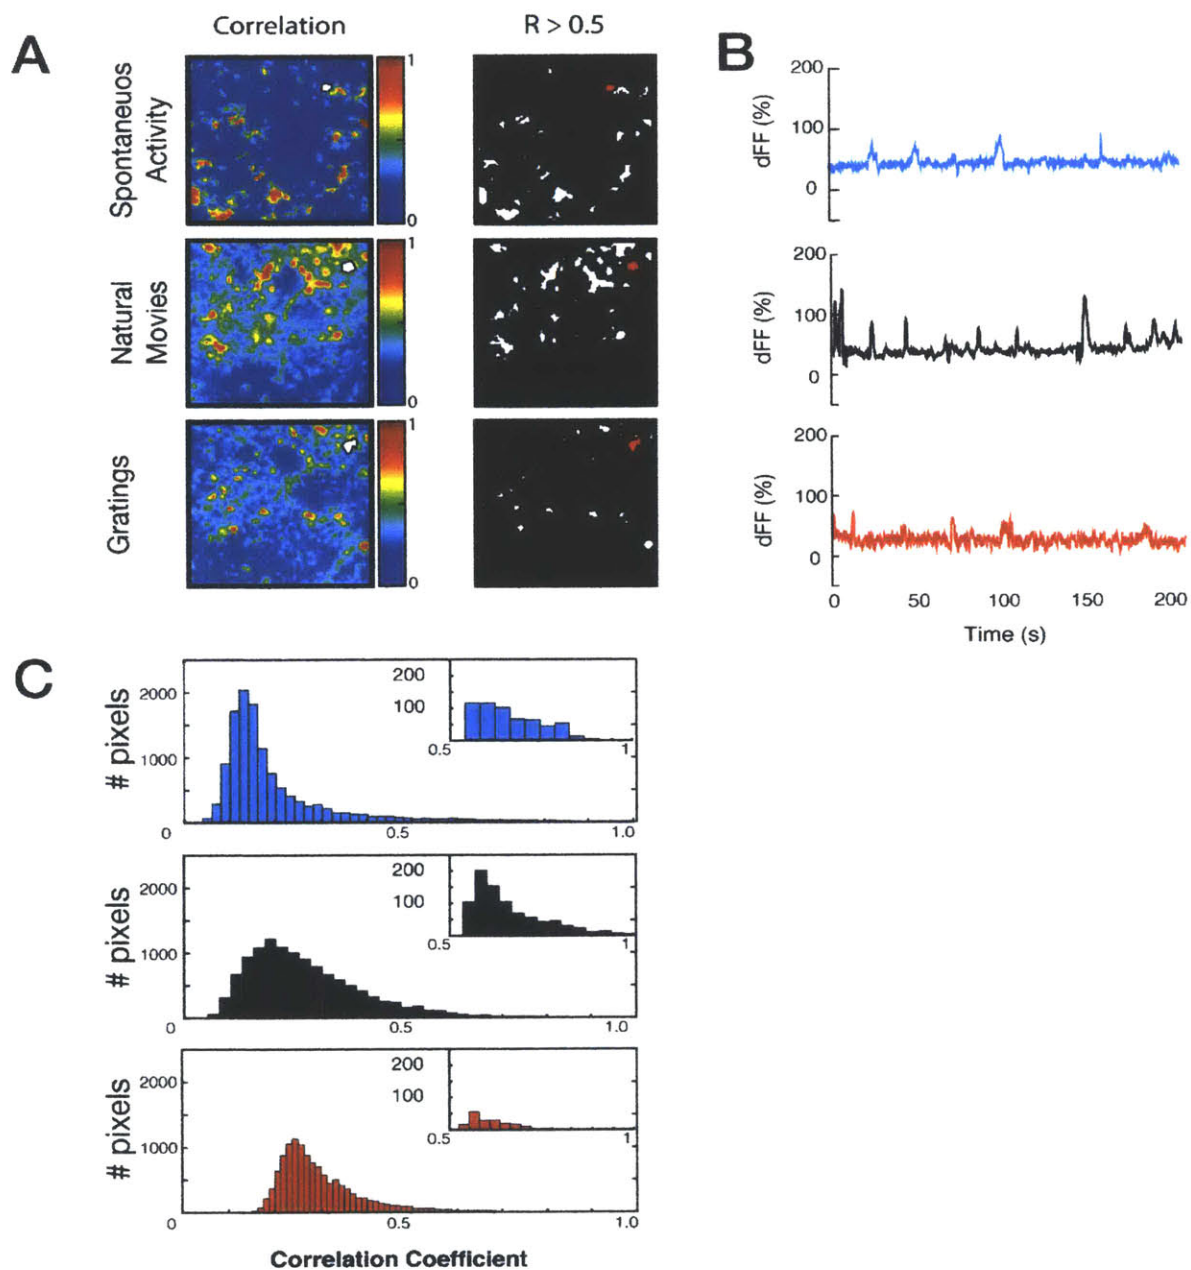 A
Correlation
R > 0.5
B
Spontaneuos
Activity
1
0
Natural
Movies
1
0
Gratings
1
0
dFF (%)
200
100
0
dFF (%)
200
100
0
dFF (%)
200
100
0
0 50 100 150 200
Time (s)
C
# pixels
2000
1000
0 0.5 1.0
200
100
0.5 1
# pixels
2000
1000
0 0.5 1.0
200
100
0.5 1
# pixels
2000
1000
0 0.5 1.0
200
100
0.5 1
Correlation Coefficient